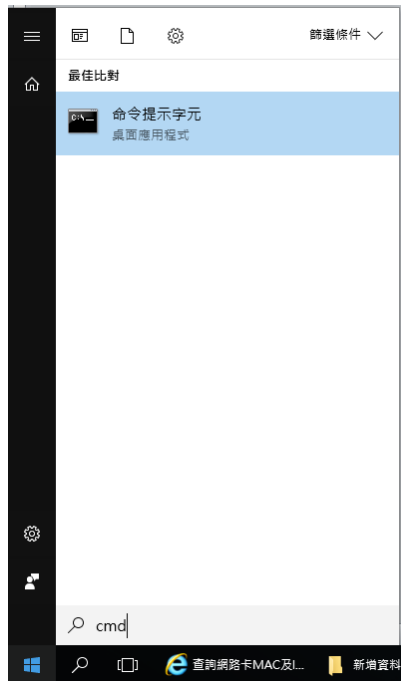 篩選條件
最佳比對
C:\_
命令提示字元
桌面應用程式
cmd
查詢網路卡MAC及I...
新增資料